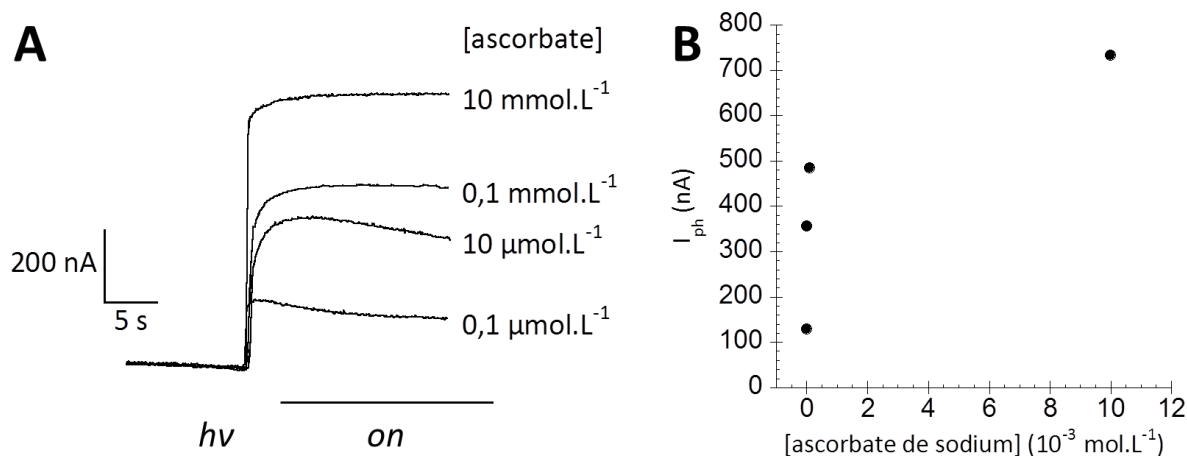 A
[ascorbate]
10 mmol.L⁻¹
0,1 mmol.L⁻¹
10 μmol.L⁻¹
0,1 μmol.L⁻¹
200 nA
5 s
hν
on
B
800
700
600
500
400
300
200
100
0
I_ph (nA)
0 2 4 6 8 10 12
[ascorbate de sodium] (10⁻³ mol.L⁻¹)